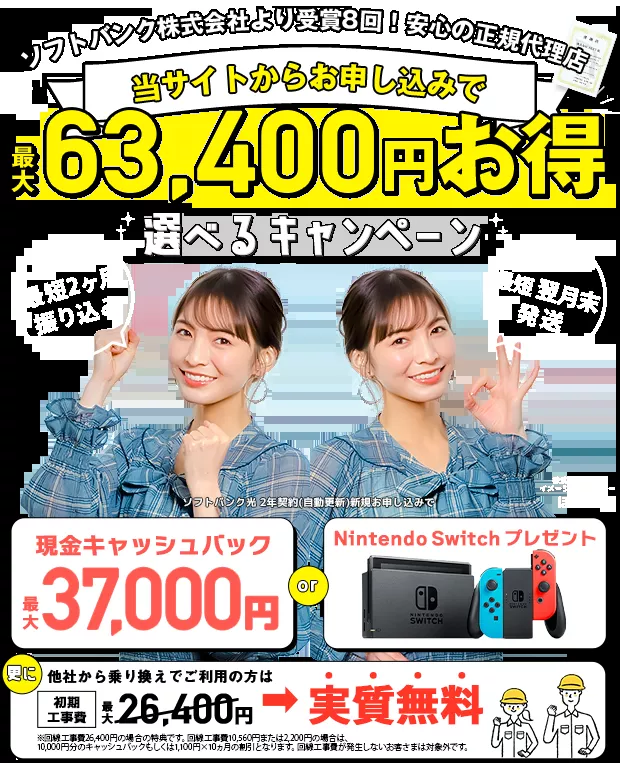 ソフトバンク株式会社より受賞8回!安心の正規代理店
当サイトからお申し込みで
最大63,400円お得
選べるキャンペーン
最短2ヶ月
振り込み
最短 翌月末
発送
ソフトバンク光 2年契約(自動更新)新規お申し込みで
現金キャッシュバック
最大37,000円
or
Nintendo Switch プレゼント
NINTENDO
SWITCH
更に 他社から乗り換えでご利用の方は
初期工事費 最大26,400円 ➡ 実質無料
※回線工事費26,400円の場合の特典です。回線工事費10,560円または2,200円の場合は、
10,000円分のキャッシュバックもしくは1,100円×10ヵ月の割引となります。回線工事費が発生しないお客さまは対象外です。